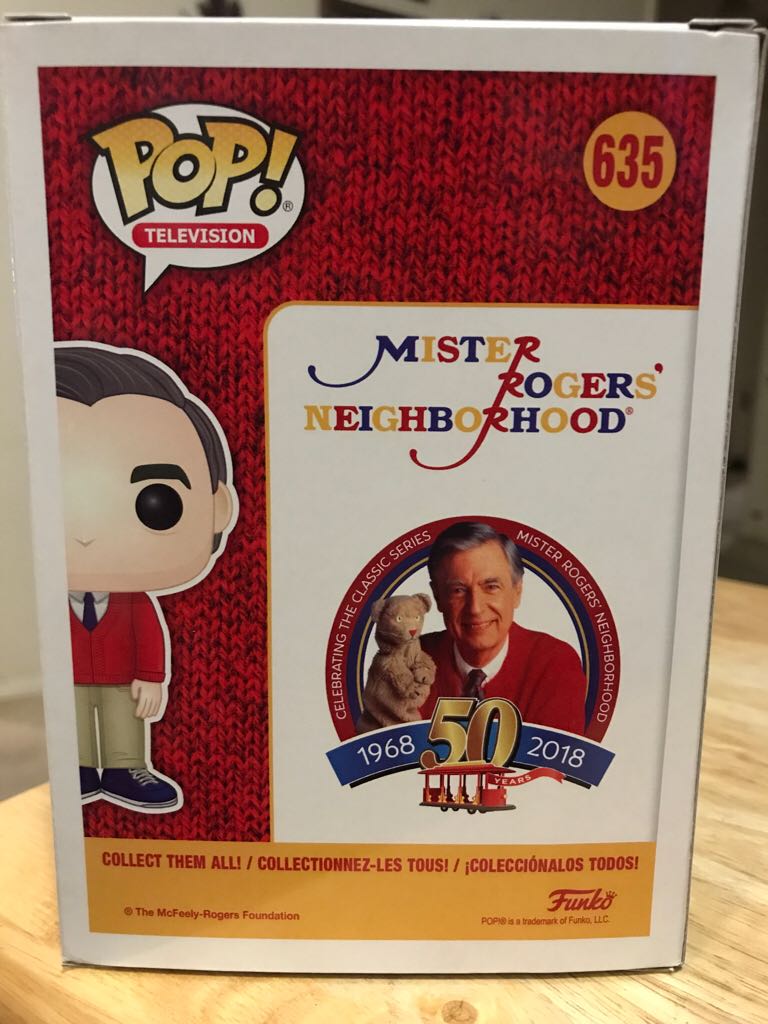 POP!®
TELEVISION
635
MISTER
ROGERS'
NEIGHBORHOOD®
CELEBRATING THE CLASSIC SERIES
MISTER ROGERS' NEIGHBORHOOD
1968 50 2018
YEARS
COLLECT THEM ALL! / COLLECTIONNEZ-LES TOUS! / ¡COLECCIÓNALOS TODOS!
© The McFeely-Rogers Foundation
Funko
POP!® is a trademark of Funko, LLC.